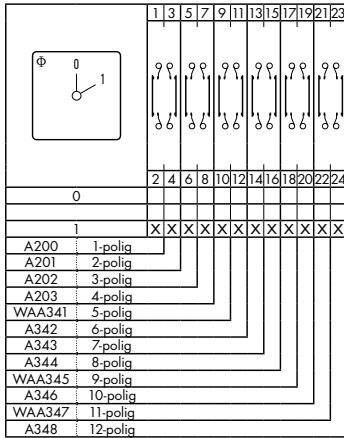 1 3 5 7 9 11 13 15 17 19 21 23
Φ 0
1
2 4 6 8 10 12 14 16 18 20 22 24
0
1 X X X X X X X X X X X X
A200 1-polig
A201 2-polig
A202 3-polig
A203 4-polig
WAA341 5-polig
A342 6-polig
A343 7-polig
A344 8-polig
WAA345 9-polig
A346 10-polig
WAA347 11-polig
A348 12-polig